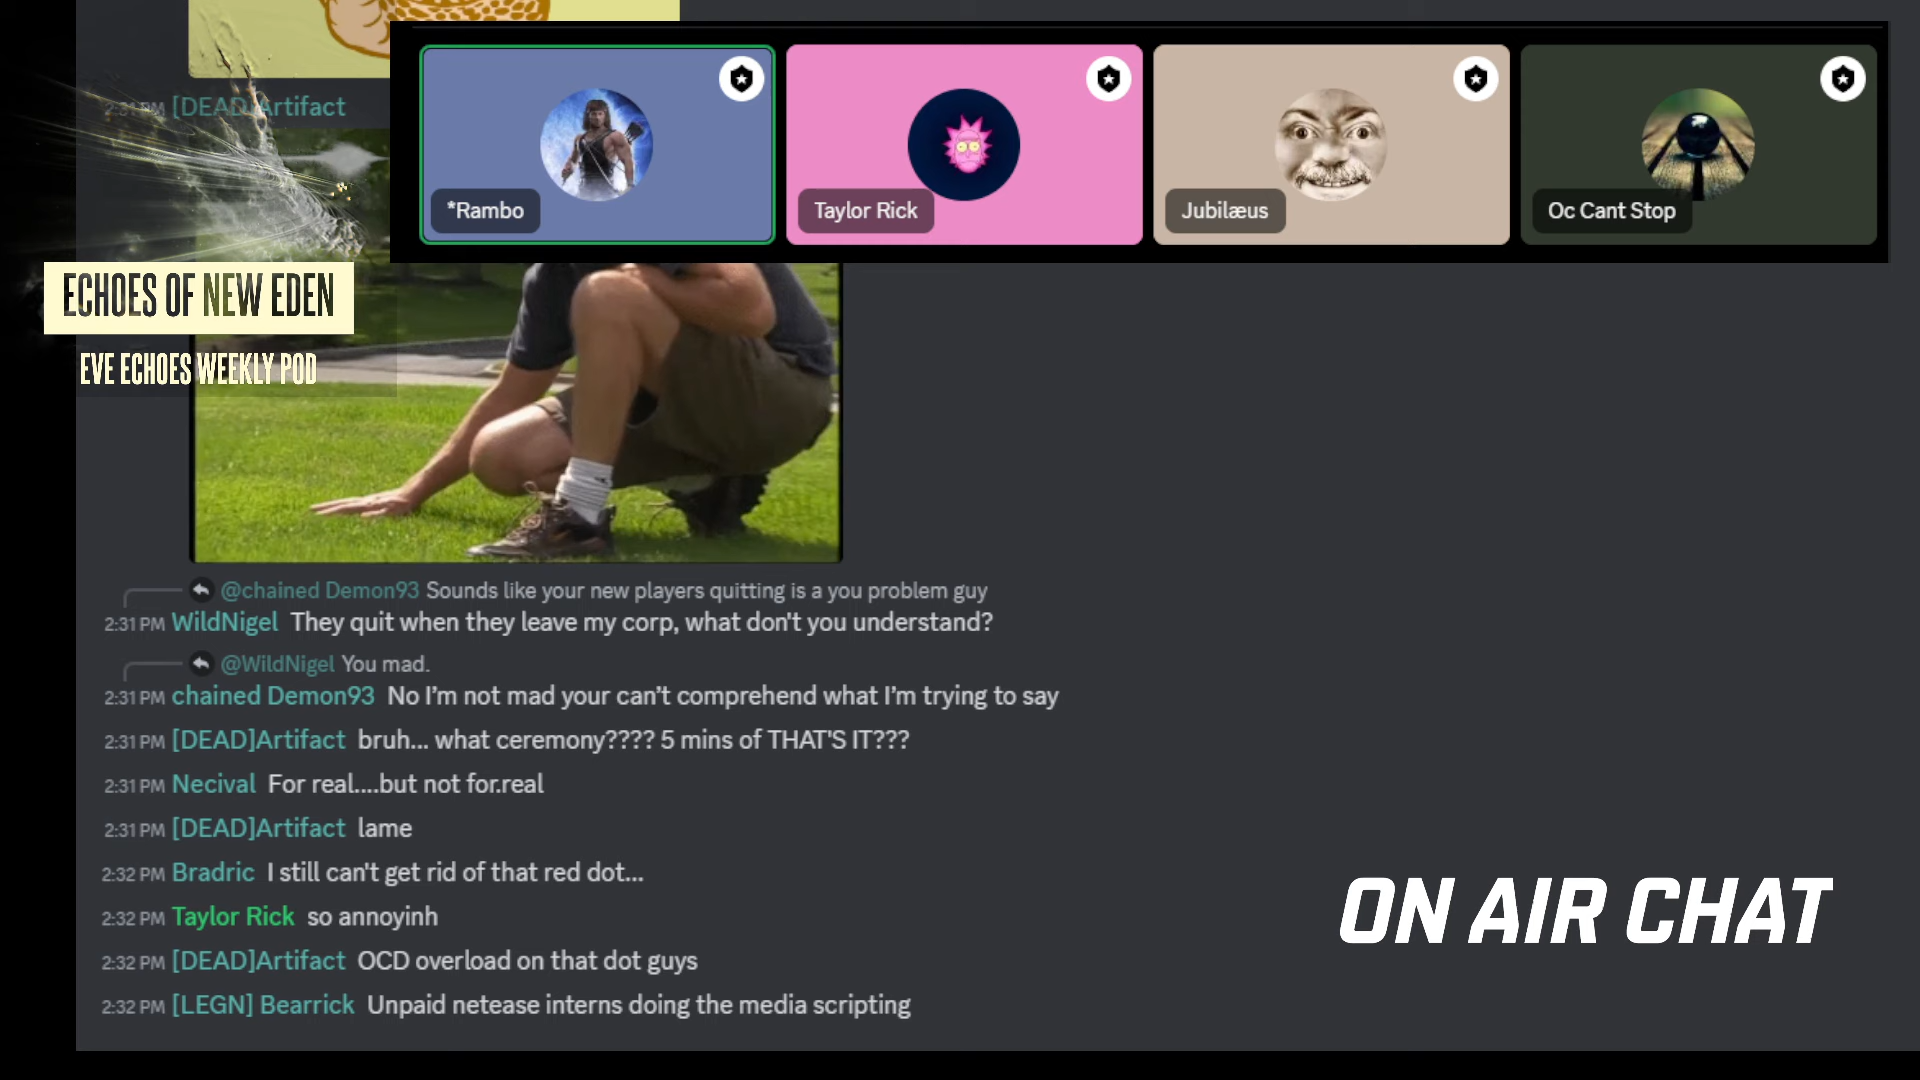 *Rambo
Taylor Rick
Jubilæus
Oc Cant Stop
2:31 PM [DEAD]Artifact
ECHOES OF NEW EDEN
EVE ECHOES WEEKLY POD
@chained Demon93 Sounds like your new players quitting is a you problem guy
2:31 PM WildNigel They quit when they leave my corp, what don't you understand?
@WildNigel You mad.
2:31 PM chained Demon93 No I’m not mad your can’t comprehend what I’m trying to say
2:31 PM [DEAD]Artifact bruh... what ceremony???? 5 mins of THAT'S IT???
2:31 PM Necival For real....but not for.real
2:31 PM [DEAD]Artifact lame
2:32 PM Bradric I still can't get rid of that red dot...
2:32 PM Taylor Rick so annoyinh
2:32 PM [DEAD]Artifact OCD overload on that dot guys
2:32 PM [LEGN] Bearrick Unpaid netease interns doing the media scripting
ON AIR CHAT